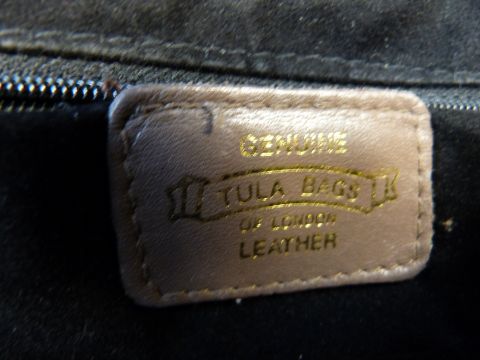 GENUINE
TULA BAGS
OF LONDON
LEATHER